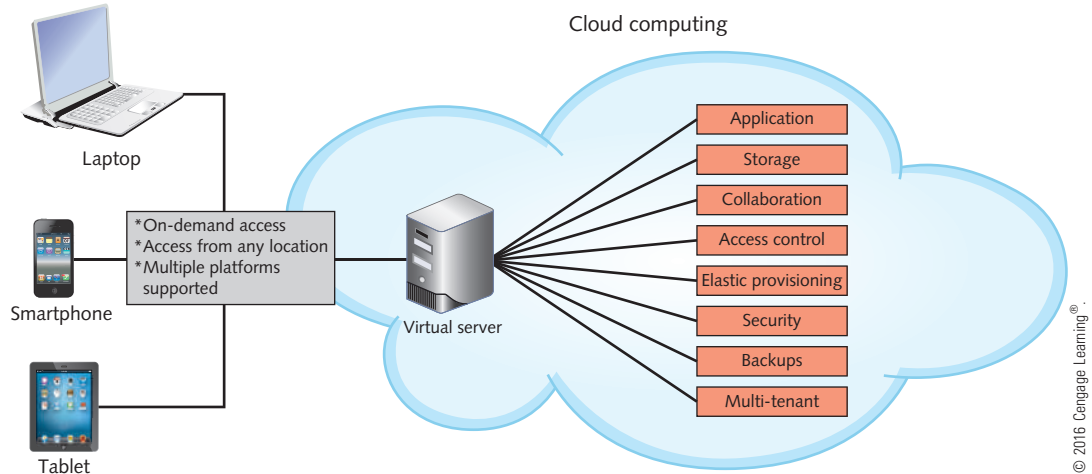 Cloud computing
Laptop
Smartphone
Tablet
*On-demand access
*Access from any location
*Multiple platforms
supported
Virtual server
Application
Storage
Collaboration
Access control
Elastic provisioning
Security
Backups
Multi-tenant
© 2016 Cengage Learning®.